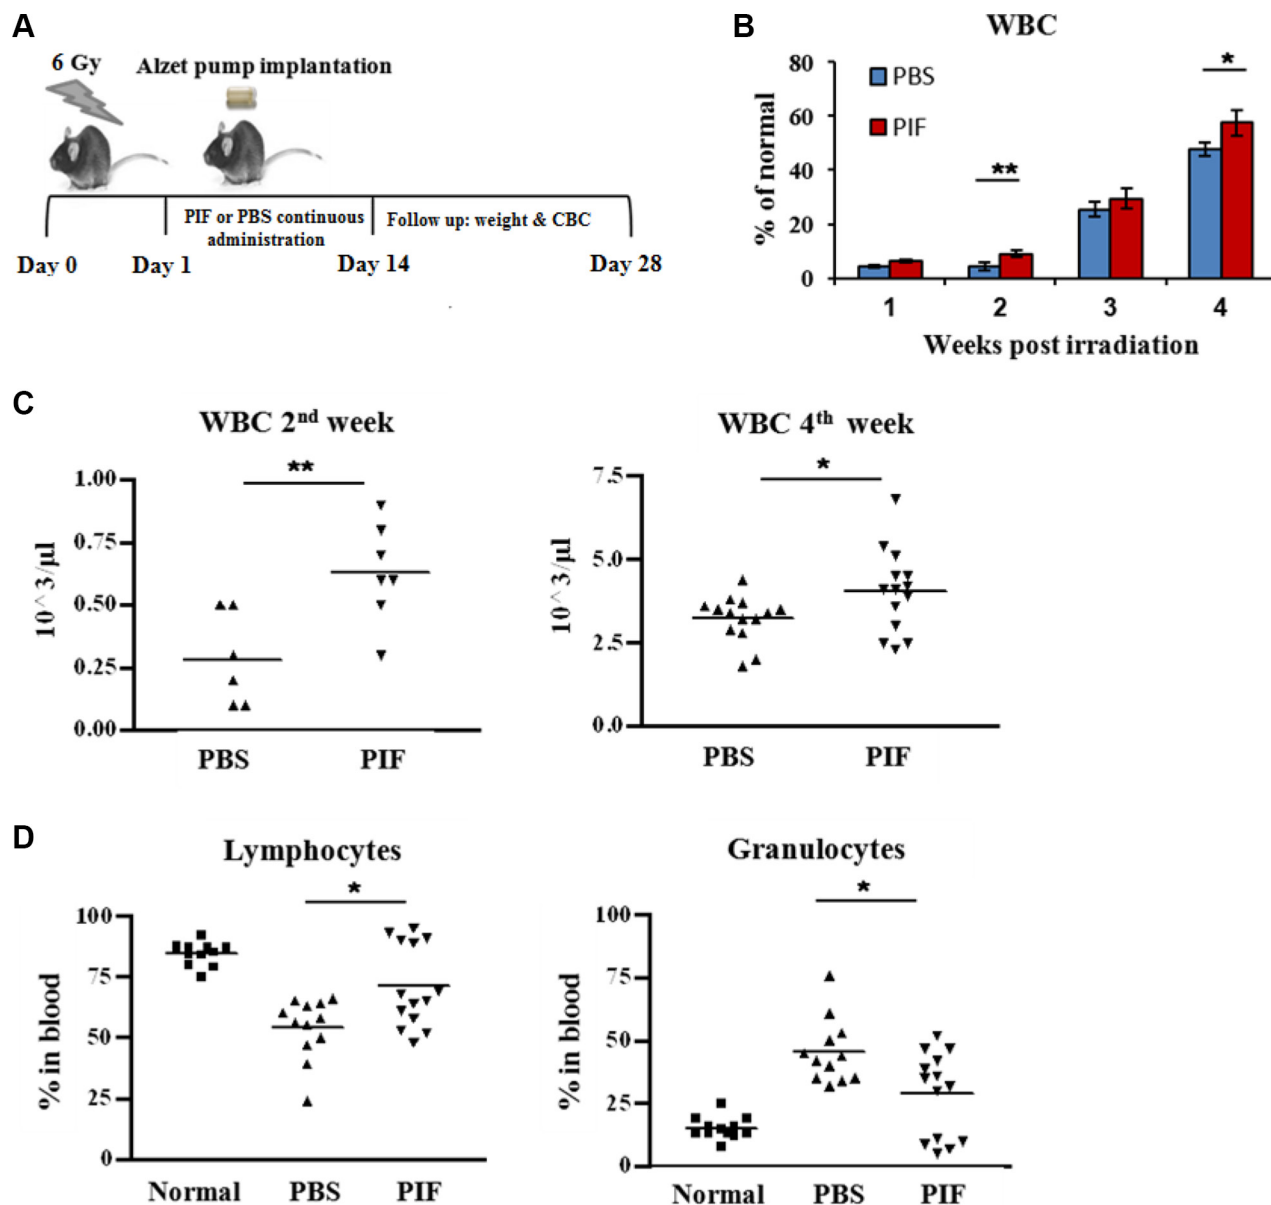 A
6 Gy
Alzet pump implantation
PIF or PBS continuous
administration
Follow up: weight & CBC
Day 0
Day 1
Day 14
Day 28
B
WBC
PBS
PIF
% of normal
80
60
40
20
0
**
*
1 2 3 4
Weeks post irradiation
C
WBC 2nd week
**
10^3/μl
1.00
0.75
0.50
0.25
0.00
PBS PIF
WBC 4th week
*
10^3/μl
7.5
5.0
2.5
0.0
PBS PIF
D
Lymphocytes
*
% in blood
100
75
50
25
0
Normal PBS PIF
Granulocytes
*
% in blood
100
75
50
25
0
Normal PBS PIF